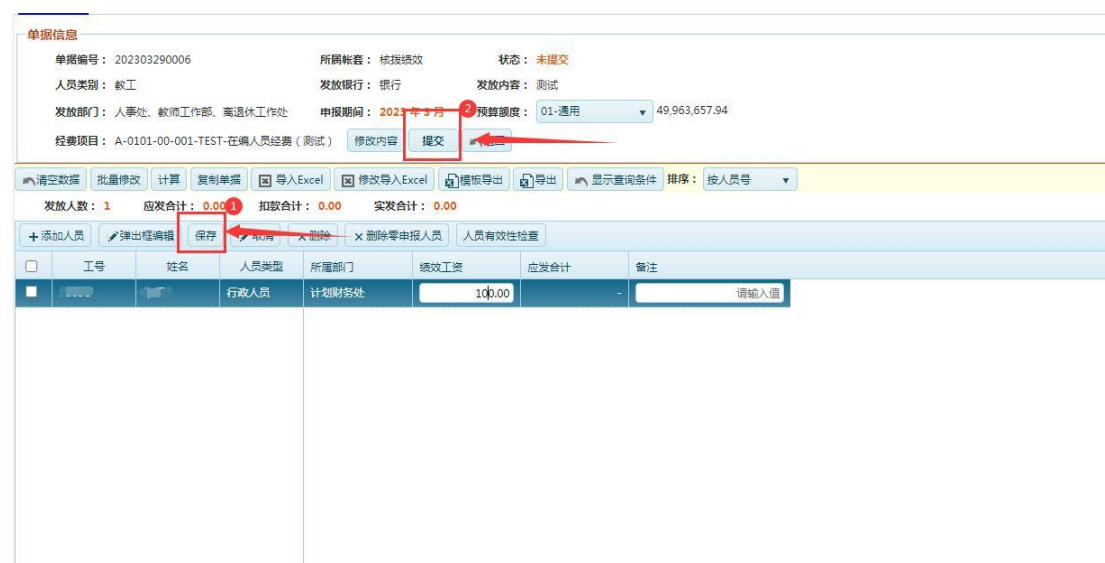 单据信息
单据编号： 202303290006 所属帐套： 核拨绩效 状态： 未提交
人员类别： 教工 发放银行： 银行 发放内容： 测试
发放部门： 人事处、教师工作部、离退休工作处 申报期间： 2023 年 3 月 2 预算额度： 01-通用 49,963,657.94
经费项目： A-0101-00-001-TEST-在编人员经费（测试） 修改内容 提交
清空数据 批量修改 计算 复制单据 导入Excel 修改导入Excel 模板导出 导出 显示查询条件 排序： 按人员号
发放人数： 1 应发合计： 0.00 1 扣款合计： 0.00 实发合计： 0.00
添加人员 弹出框编辑 保存 取消 删除 删除零申报人员 人员有效性检查
工号 姓名 人员类型 所属部门 绩效工资 应发合计 备注
行政人员 计划财务处 100.00 - 请输入值